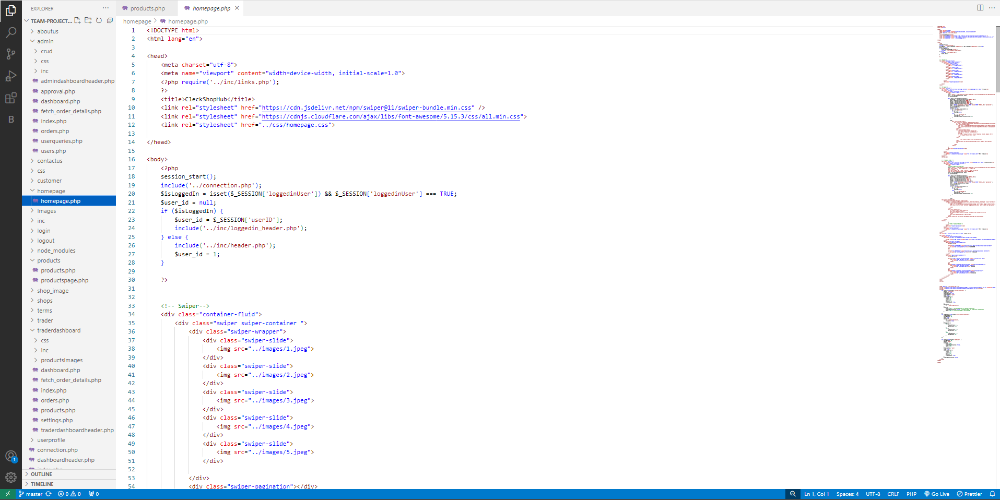 EXPLORER
products.php
homepage.php
TEAM-PROJECT...
homepage > homepage.php
aboutus
admin
crud
css
inc
admindashboardheader.php
approval.php
dashboard.php
fetch_order_details.php
index.php
orders.php
userqueries.php
users.php
contactus
css
customer
homepage
homepage.php
Images
inc
login
logout
node_modules
products
products.php
productspage.php
shop_image
shops
terms
trader
traderdashboard
css
inc
productsImages
dashboard.php
fetch_order_details.php
index.php
orders.php
products.php
settings.php
traderdashboardheader.php
userprofile
connection.php
dashboardheader.php
index.php
OUTLINE
TIMELINE
1 <!DOCTYPE html>
2 <html lang="en">
3
4 <head>
5 <meta charset="utf-8">
6 <meta name="viewport" content="width=device-width, initial-scale=1.0">
7 <?php require('../inc/links.php');
8 ?>
9 <title>CleckShopHub</title>
10 <link rel="stylesheet" href="https://cdn.jsdelivr.net/npm/swiper@11/swiper-bundle.min.css" />
11 <link rel="stylesheet" href="https://cdnjs.cloudflare.com/ajax/libs/font-awesome/5.15.3/css/all.min.css">
12 <link rel="stylesheet" href="../css/homepage.css">
13
14 </head>
15
16 <body>
17 <?php
18 session_start();
19 include('../connection.php');
20 $isLoggedIn = isset($_SESSION['loggedinUser']) && $_SESSION['loggedinUser'] === TRUE;
21 $user_id = null;
22 if ($isLoggedIn) {
23 $user_id = $_SESSION['userID'];
24 include('../inc/loggedin_header.php');
25 } else {
26 include('../inc/header.php');
27 $user_id = 1;
28 }
29
30 ?>
31
32
33 <!-- Swiper-->
34 <div class="container-fluid">
35 <div class="swiper swiper-container ">
36 <div class="swiper-wrapper">
37 <div class="swiper-slide">
38 <img src="../images/1.jpeg">
39 </div>
40 <div class="swiper-slide">
41 <img src="../images/2.jpeg">
42 </div>
43 <div class="swiper-slide">
44 <img src="../images/3.jpeg">
45 </div>
46 <div class="swiper-slide">
47 <img src="../images/4.jpeg">
48 </div>
49 <div class="swiper-slide">
50 <img src="../images/5.jpeg">
51 </div>
52
53 </div>
54 <div class="swiper-pagination"></div>
B
1
master
0 0
0
Ln 1, Col 1
Spaces: 4
UTF-8
CRLF
PHP
Go Live
Prettier